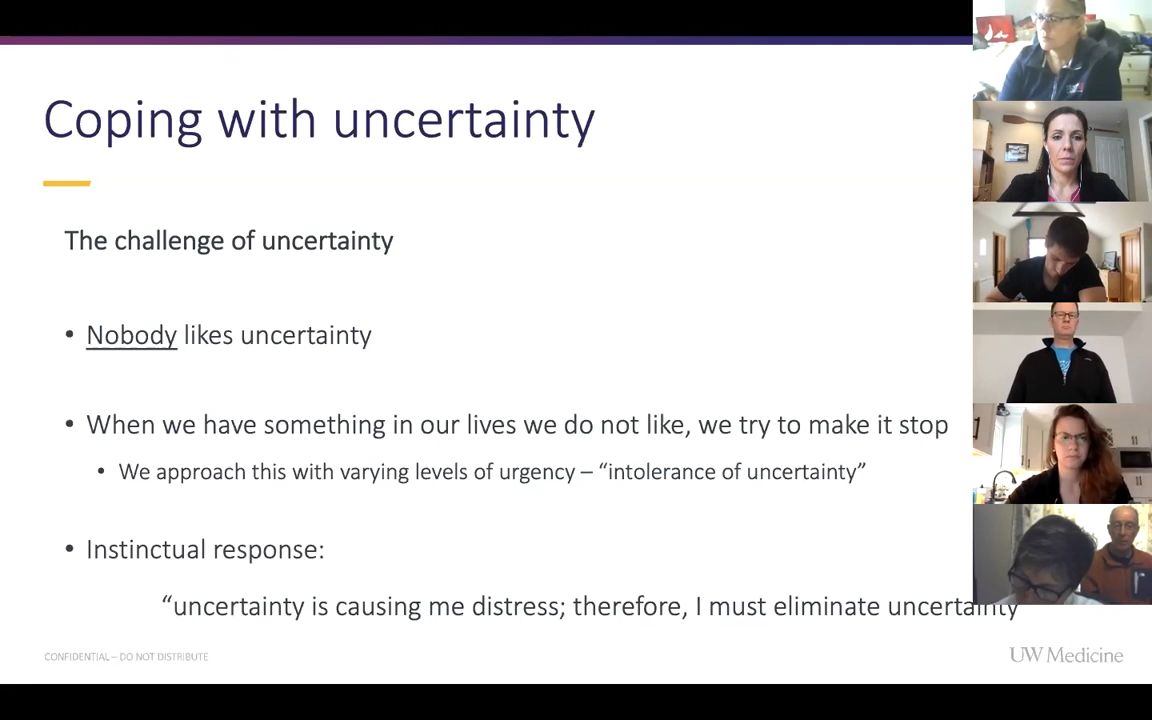 Coping with uncertainty
The challenge of uncertainty
• Nobody likes uncertainty
• When we have something in our lives we do not like, we try to make it stop
• We approach this with varying levels of urgency – “intolerance of uncertainty”
• Instinctual response:
“uncertainty is causing me distress; therefore, I must eliminate uncertainty
CONFIDENTIAL – DO NOT DISTRIBUTE
UW Medicine